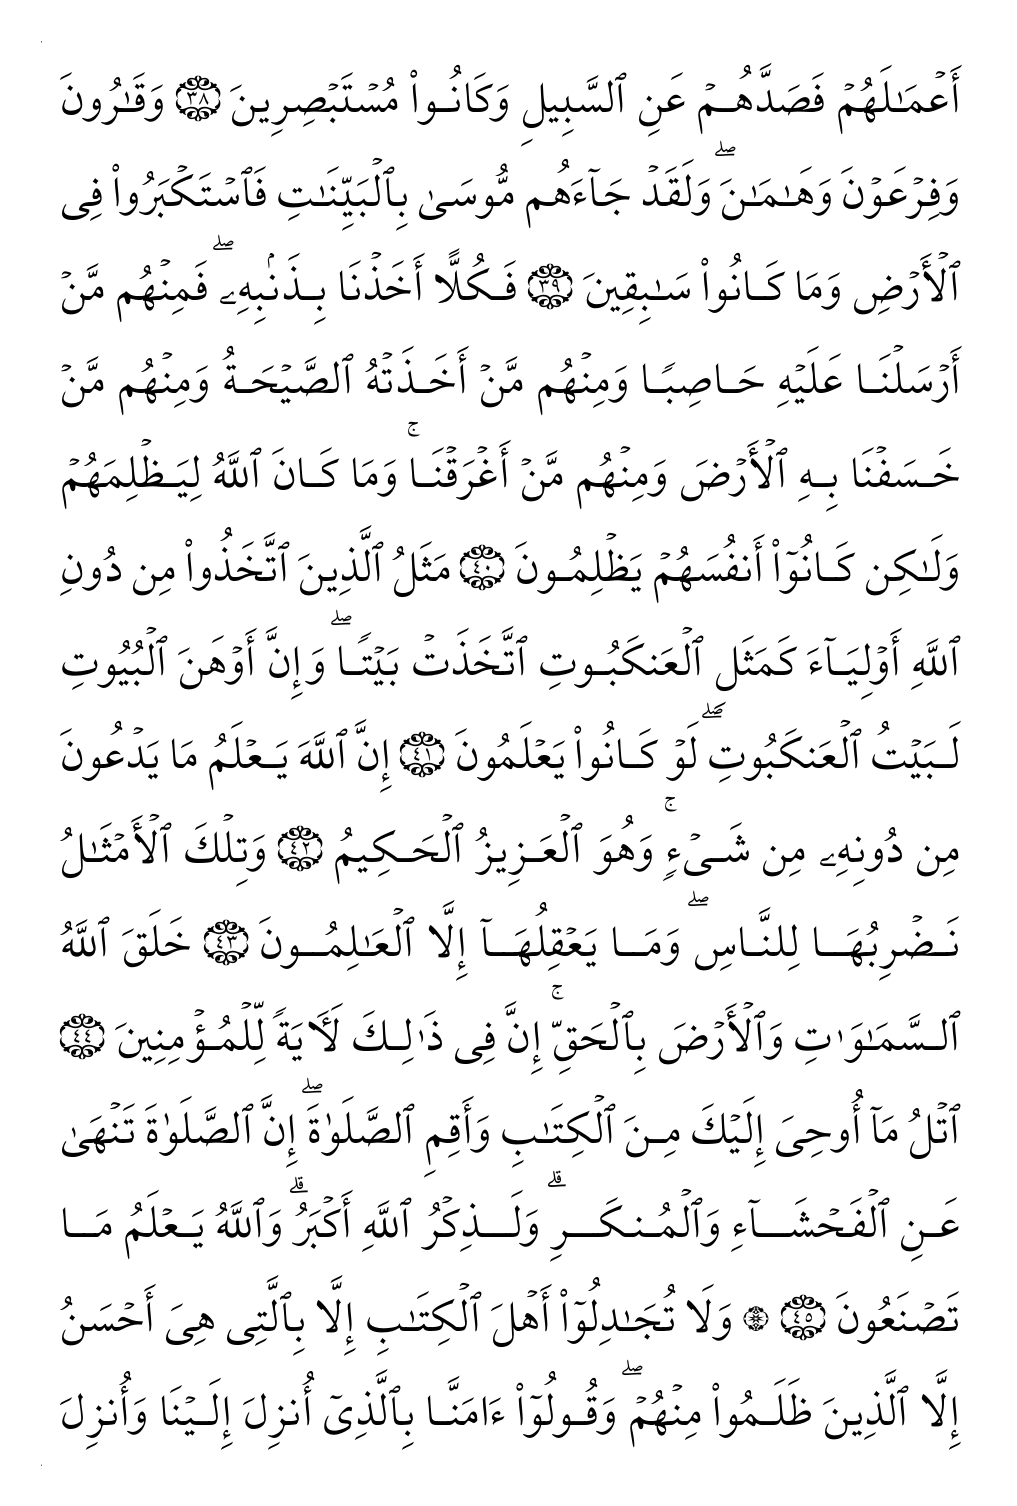 أَعۡمَٰلَهُمۡ فَصَدَّهُمۡ عَنِ ٱلسَّبِيلِ وَكَانُواْ مُسۡتَبۡصِرِينَ ٣٨ وَقَٰرُونَ
وَفِرۡعَوۡنَ وَهَٰمَٰنَۖ وَلَقَدۡ جَآءَهُم مُّوسَىٰ بِٱلۡبَيِّنَٰتِ فَٱسۡتَكۡبَرُواْ فِي
ٱلۡأَرۡضِ وَمَا كَانُواْ سَٰبِقِينَ ٣٩ فَكُلًّا أَخَذۡنَا بِذَنۢبِهِۦۖ فَمِنۡهُم مَّنۡ
أَرۡسَلۡنَا عَلَيۡهِ حَاصِبٗا وَمِنۡهُم مَّنۡ أَخَذَتۡهُ ٱلصَّيۡحَةُ وَمِنۡهُم مَّنۡ
خَسَفۡنَا بِهِ ٱلۡأَرۡضَ وَمِنۡهُم مَّنۡ أَغۡرَقۡنَاۚ وَمَا كَانَ ٱللَّهُ لِيَظۡلِمَهُمۡ
وَلَٰكِن كَانُوٓاْ أَنفُسَهُمۡ يَظۡلِمُونَ ٤٠ مَثَلُ ٱلَّذِينَ ٱتَّخَذُواْ مِن دُونِ
ٱللَّهِ أَوۡلِيَآءَ كَمَثَلِ ٱلۡعَنكَبُوتِ ٱتَّخَذَتۡ بَيۡتٗاۖ وَإِنَّ أَوۡهَنَ ٱلۡبُيُوتِ
لَبَيۡتُ ٱلۡعَنكَبُوتِۖ لَوۡ كَانُواْ يَعۡلَمُونَ ٤١ إِنَّ ٱللَّهَ يَعۡلَمُ مَا يَدۡعُونَ
مِن دُونِهِۦ مِن شَيۡءٖۚ وَهُوَ ٱلۡعَزِيزُ ٱلۡحَكِيمُ ٤٢ وَتِلۡكَ ٱلۡأَمۡثَٰلُ
نَضۡرِبُهَا لِلنَّاسِۖ وَمَا يَعۡقِلُهَآ إِلَّا ٱلۡعَٰلِمُونَ ٤٣ خَلَقَ ٱللَّهُ
ٱلسَّمَٰوَٰتِ وَٱلۡأَرۡضَ بِٱلۡحَقِّۚ إِنَّ فِي ذَٰلِكَ لَأٓيَةٗ لِّلۡمُؤۡمِنِينَ ٤٤
ٱتۡلُ مَآ أُوحِيَ إِلَيۡكَ مِنَ ٱلۡكِتَٰبِ وَأَقِمِ ٱلصَّلَوٰةَۖ إِنَّ ٱلصَّلَوٰةَ تَنۡهَىٰ
عَنِ ٱلۡفَحۡشَآءِ وَٱلۡمُنكَرِۗ وَلَذِكۡرُ ٱللَّهِ أَكۡبَرُۗ وَٱللَّهُ يَعۡلَمُ مَا
تَصۡنَعُونَ ٤٥ ۞ وَلَا تُجَٰدِلُوٓاْ أَهۡلَ ٱلۡكِتَٰبِ إِلَّا بِٱلَّتِي هِيَ أَحۡسَنُ
إِلَّا ٱلَّذِينَ ظَلَمُواْ مِنۡهُمۡۖ وَقُولُوٓاْ ءَامَنَّا بِٱلَّذِيٓ أُنزِلَ إِلَيۡنَا وَأُنزِلَ